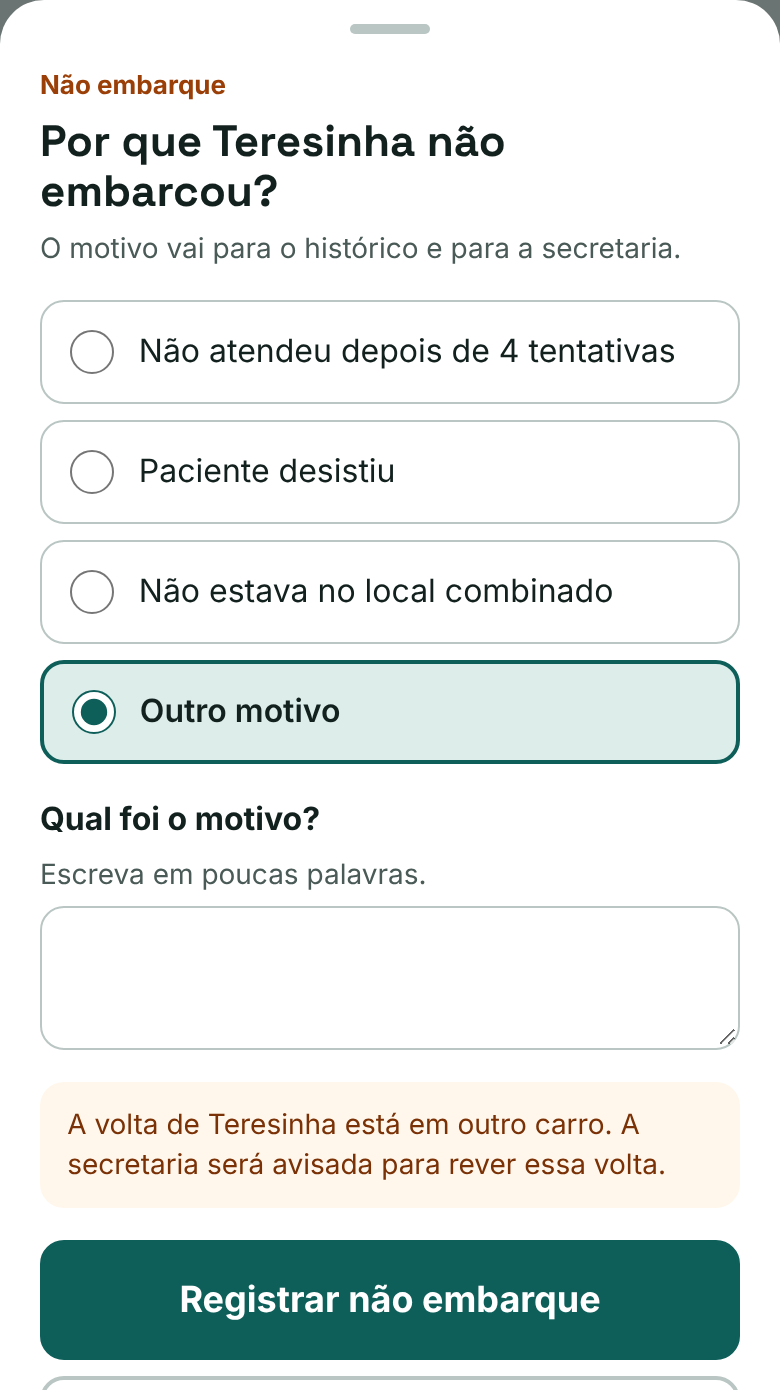 Não embarque
Por que Teresinha não
embarcou?
O motivo vai para o histórico e para a secretaria.
Não atendeu depois de 4 tentativas
Paciente desistiu
Não estava no local combinado
Outro motivo
Qual foi o motivo?
Escreva em poucas palavras.
A volta de Teresinha está em outro carro. A
secretaria será avisada para rever essa volta.
Registrar não embarque